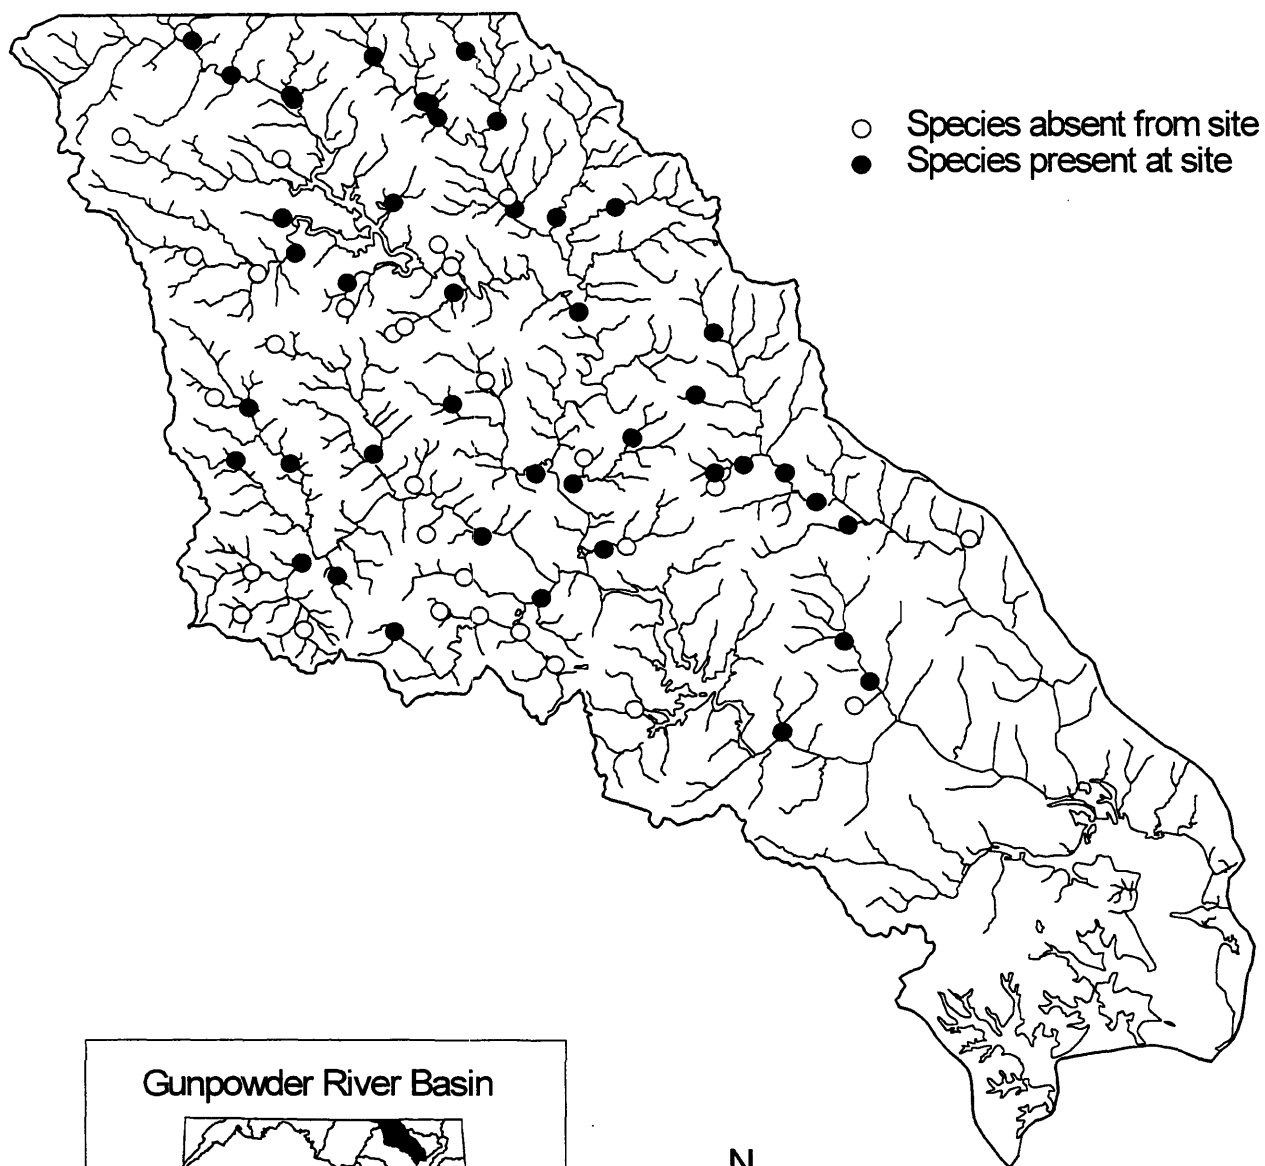 Species absent from site
Species present at site
Gunpowder River Basin
N